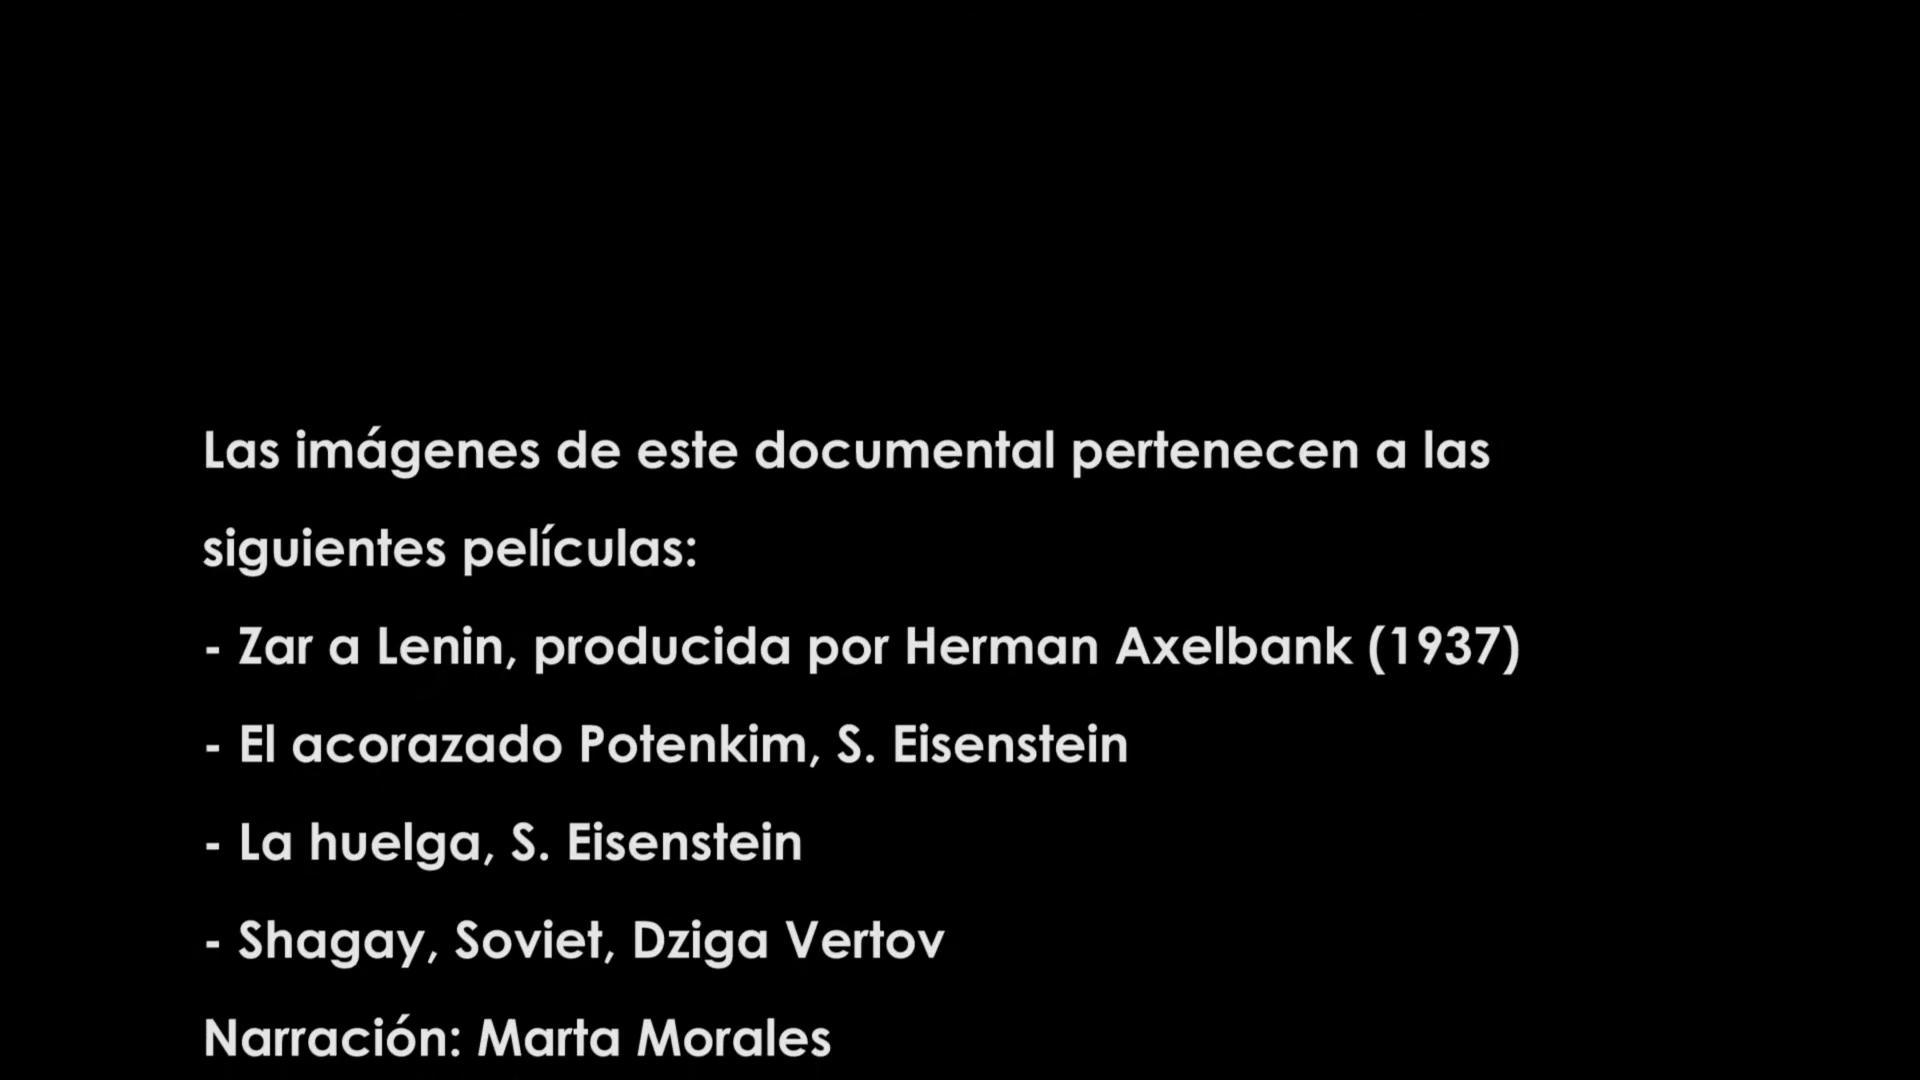 Las imágenes de este documental pertenecen a las
siguientes películas:
- Zar a Lenin, producida por Herman Axelbank (1937)
- El acorazado Potenkim, S. Eisenstein
- La huelga, S. Eisenstein
- Shagay, Soviet, Dziga Vertov
Narración: Marta Morales